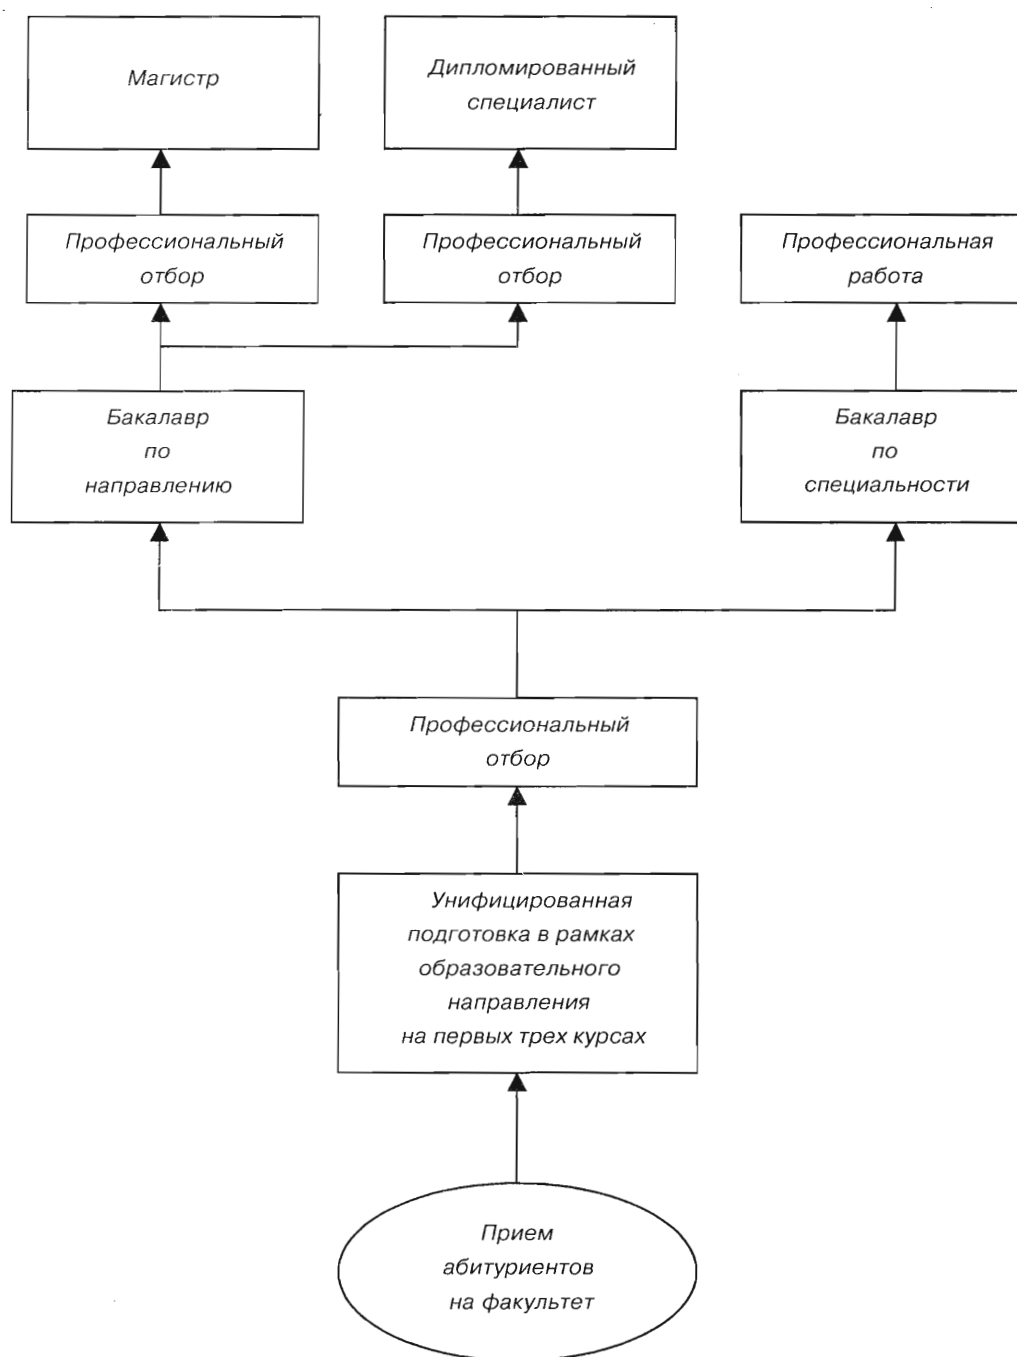 Магистр
Дипломированный
специалист
Профессиональный
отбор
Профессиональный
отбор
Профессиональная
работа
Бакалавр
по
направлению
Бакалавр
по
специальности
Профессиональный
отбор
Унифицированная
подготовка в рамках
образовательного
направления
на первых трех курсах
Прием
абитуриентов
на факультет